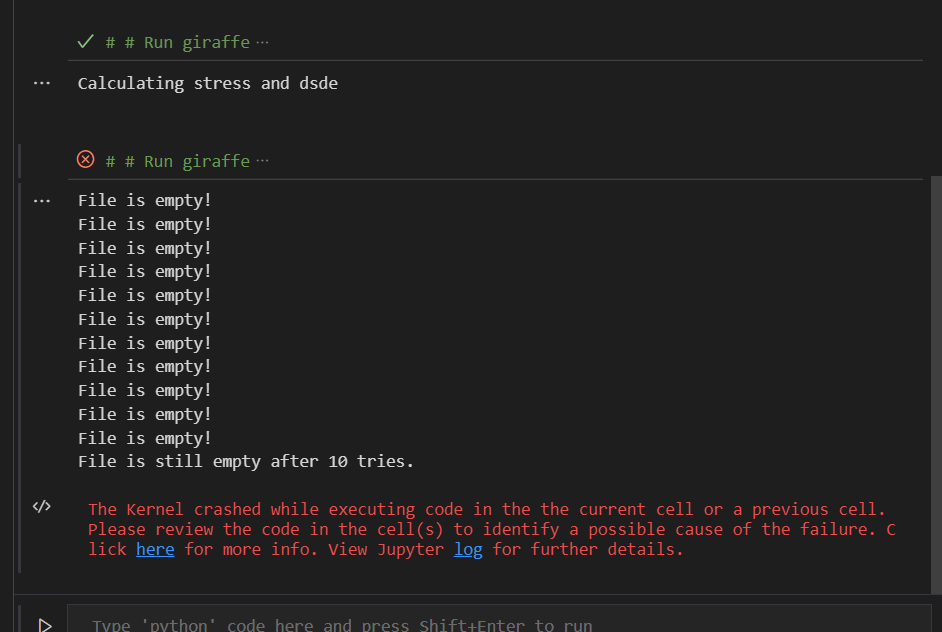 # # Run giraffe ...
Calculating stress and dsde
# # Run giraffe ...
File is empty!
File is empty!
File is empty!
File is empty!
File is empty!
File is empty!
File is empty!
File is empty!
File is empty!
File is empty!
File is empty!
File is still empty after 10 tries.
The Kernel crashed while executing code in the the current cell or a previous cell.
Please review the code in the cell(s) to identify a possible cause of the failure. C
lick here for more info. View Jupyter log for further details.
Type 'python' code here and press Shift+Enter to run